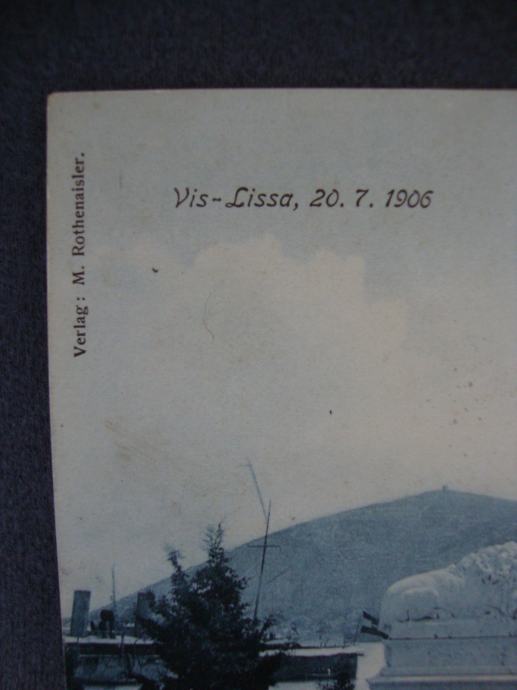 Vis-Lissa, 20. 7. 1906
Verlag: M. Rothenaisler.